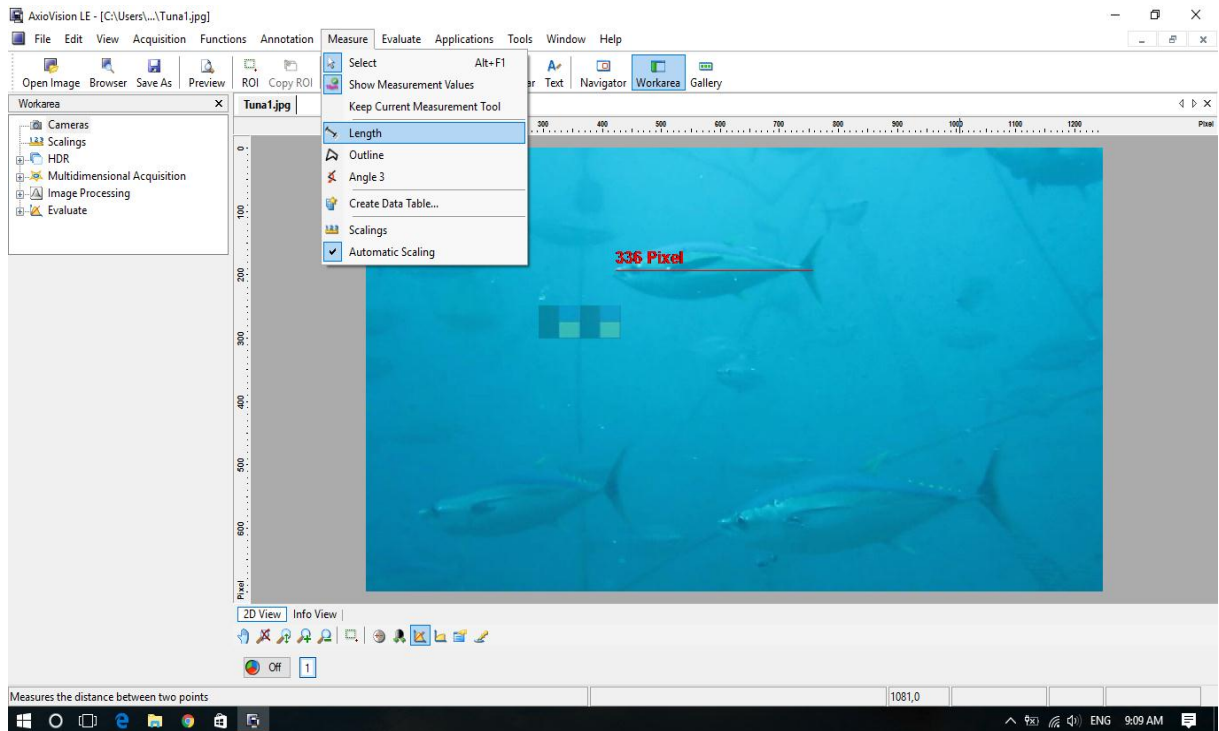 AxioVision LE - [C:\Users\...\Tuna1.jpg]
File Edit View Acquisition Functions Annotation Measure Evaluate Applications Tools Window Help
Open Image Browser Save As Preview ROI Copy ROI Text Navigator Workarea Gallery
Select Alt+F1
Show Measurement Values
Keep Current Measurement Tool
Length
Outline
Angle 3
Create Data Table...
Scalings
Automatic Scaling
Workarea
Cameras
Scalings
HDR
Multidimensional Acquisition
Image Processing
Evaluate
Tuna1.jpg
300 400 500 600 700 800 900 1000 1100 1200 Pixel
0
100
200
300
400
500
600
Pixel
336 Pixel
2D View Info View
Off 1
Measures the distance between two points
1081,0
ENG 9:09 AM